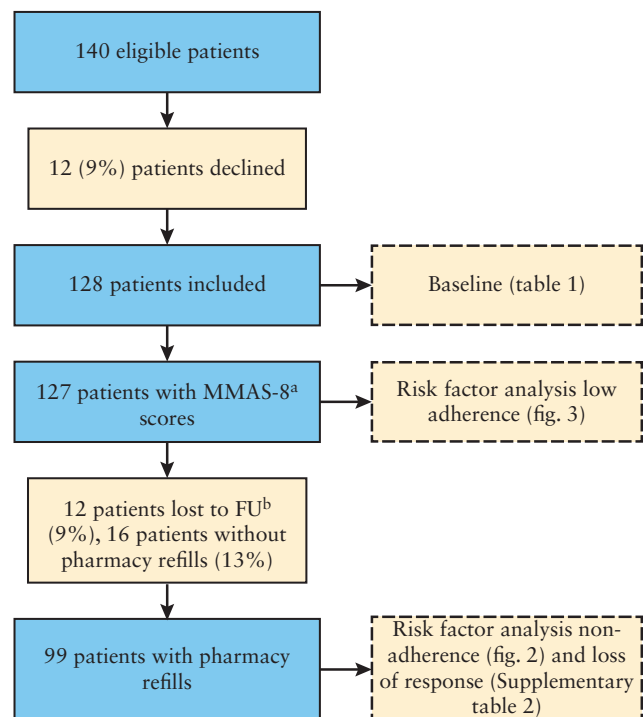 140 eligible patients
12 (9%) patients declined
128 patients included
Baseline (table 1)
127 patients with MMAS-8ᵃ
scores
Risk factor analysis low
adherence (fig. 3)
12 patients lost to FUᵇ
(9%), 16 patients without
pharmacy refills (13%)
99 patients with pharmacy
refills
Risk factor analysis non-
adherence (fig. 2) and loss
of response (Supplementary
table 2)